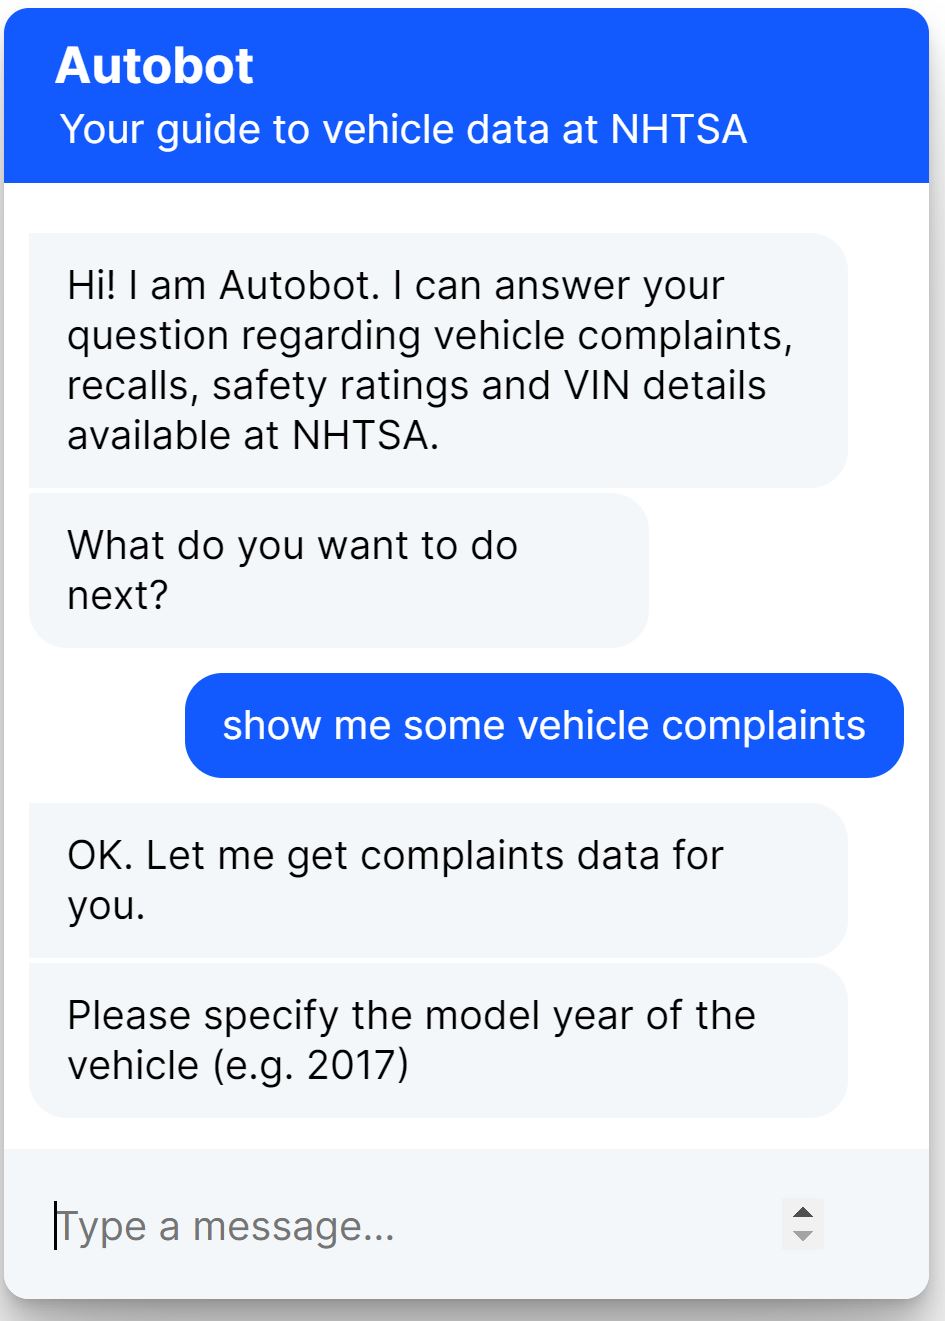 Autobot
Your guide to vehicle data at NHTSA
Hi! I am Autobot. I can answer your
question regarding vehicle complaints,
recalls, safety ratings and VIN details
available at NHTSA.
What do you want to do
next?
show me some vehicle complaints
OK. Let me get complaints data for
you.
Please specify the model year of the
vehicle (e.g. 2017)
Type a message...